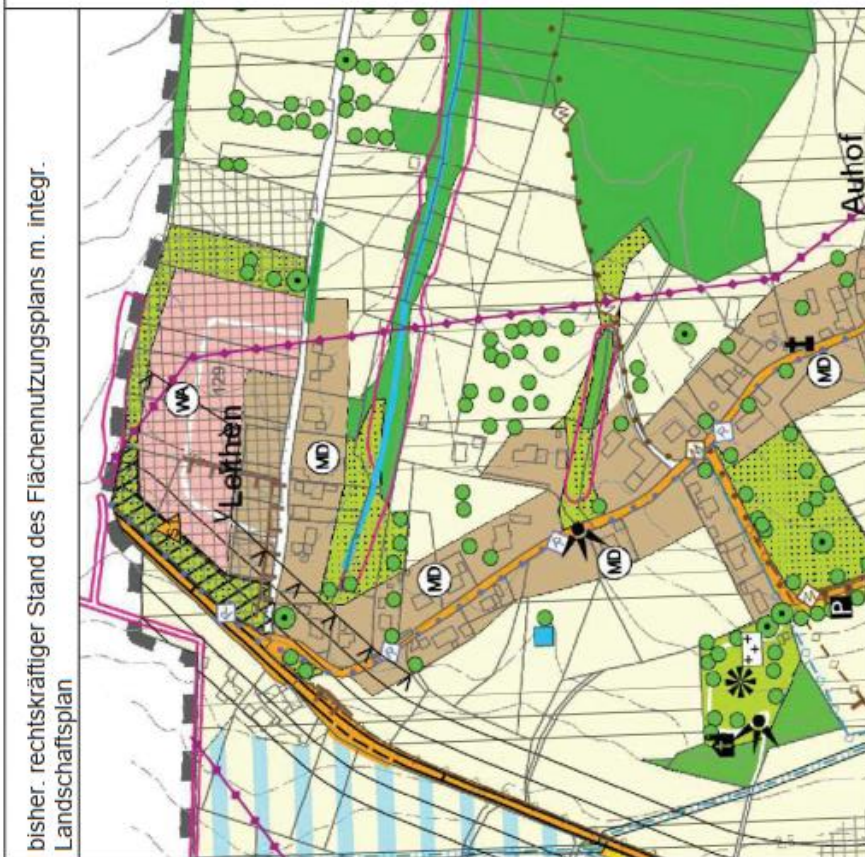 bisher. rechtskräftiger Stand des Flächennutzungsplans m. integr.
Landschaftsplan
WA
129
Leithen
MD
MD
MD
MD
R
R
R
R
W
W
W
P
Auhof